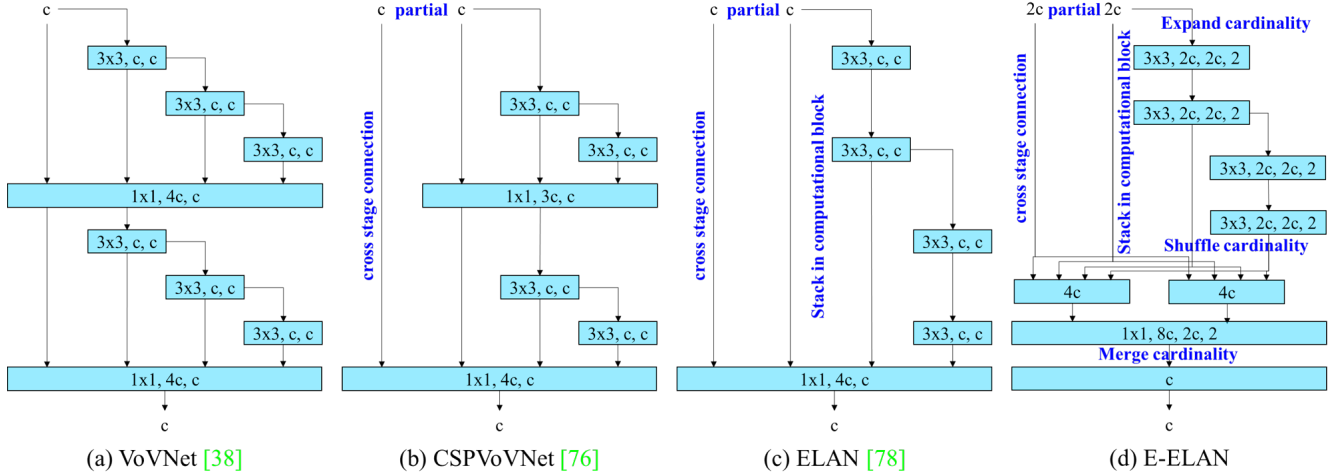 c
3x3, c, c
3x3, c, c
3x3, c, c
1x1, 4c, c
3x3, c, c
3x3, c, c
3x3, c, c
1x1, 4c, c
c
(a) VoVNet [38]
c partial c
cross stage connection
3x3, c, c
3x3, c, c
1x1, 3c, c
3x3, c, c
3x3, c, c
1x1, 4c, c
c
(b) CSPVoVNet [76]
c partial c
cross stage connection
Stack in computational block
3x3, c, c
3x3, c, c
3x3, c, c
3x3, c, c
1x1, 4c, c
c
(c) ELAN [78]
2c partial 2c
Expand cardinality
cross stage connection
Stack in computational block
3x3, 2c, 2c, 2
3x3, 2c, 2c, 2
3x3, 2c, 2c, 2
3x3, 2c, 2c, 2
Shuffle cardinality
4c
4c
1x1, 8c, 2c, 2
Merge cardinality
c
c
(d) E-ELAN